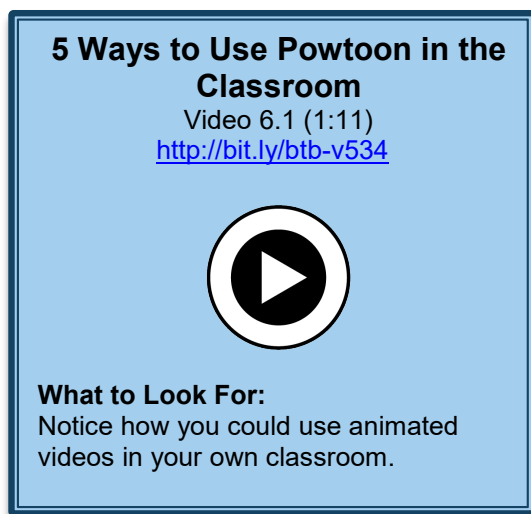 5 Ways to Use Powtoon in the
Classroom
Video 6.1 (1:11)
http://bit.ly/btb-v534
What to Look For:
Notice how you could use animated
videos in your own classroom.